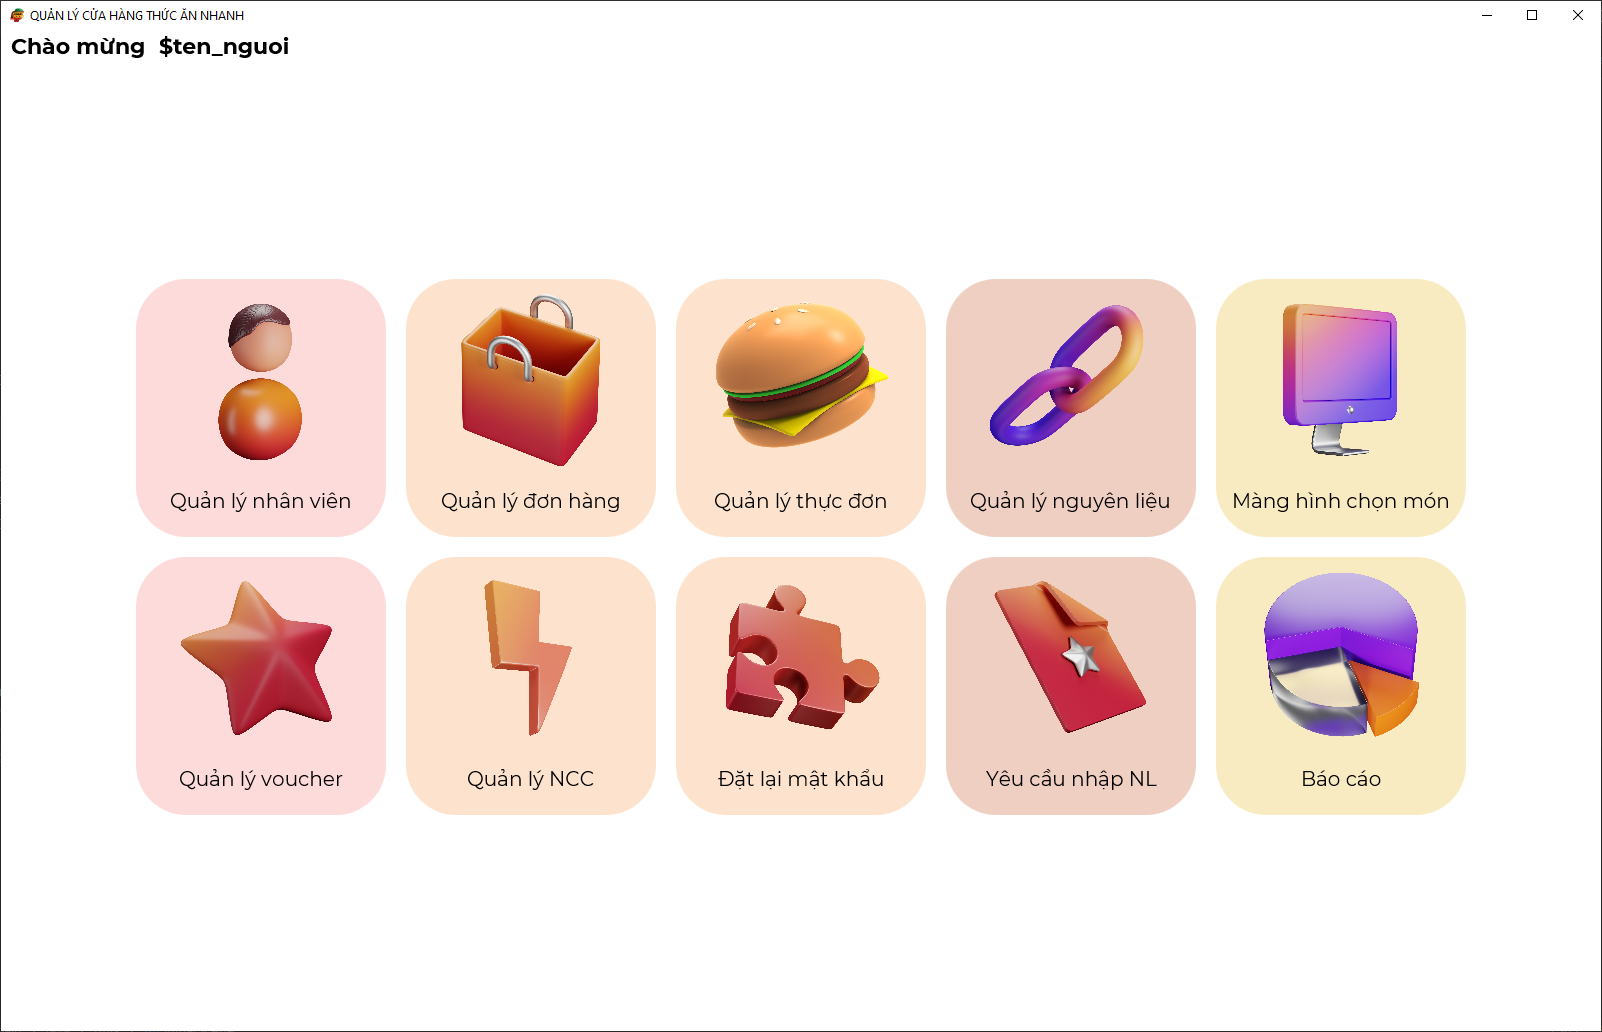 QUẢN LÝ CỬA HÀNG THỨC ĂN NHANH
Chào mừng $ten_nguoi
Quản lý nhân viên
Quản lý đơn hàng
Quản lý thực đơn
Quản lý nguyên liệu
Màng hình chọn món
Quản lý voucher
Quản lý NCC
Đặt lại mật khẩu
Yêu cầu nhập NL
Báo cáo